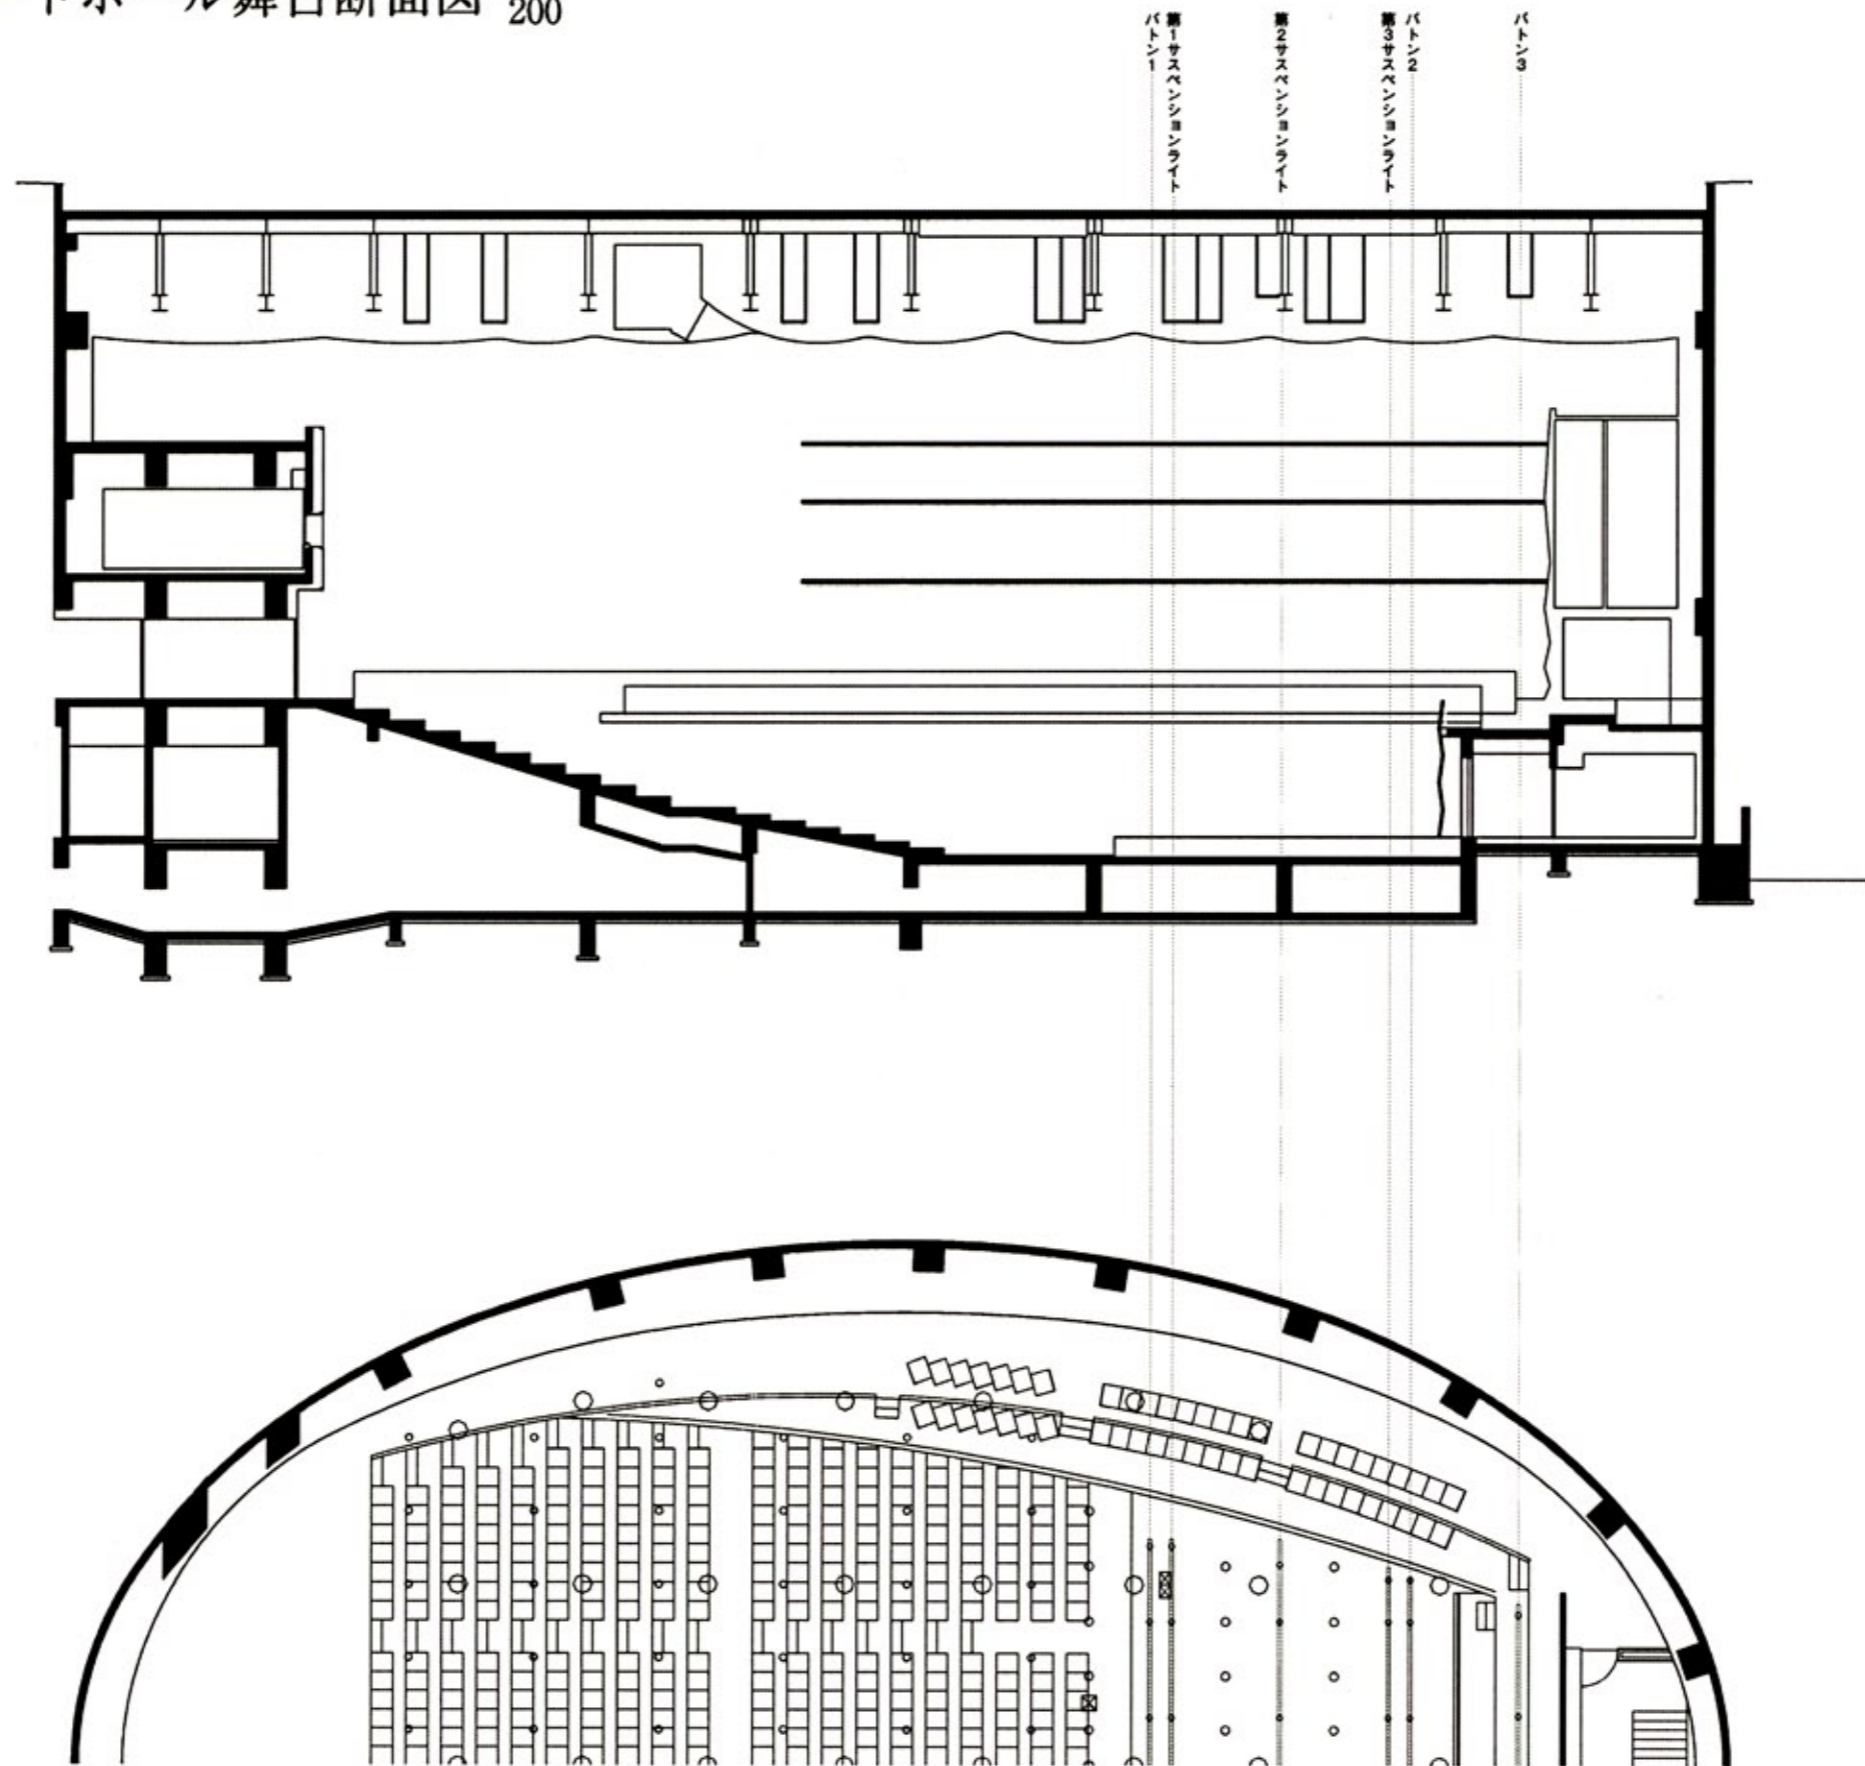 ホール舞台断面図 200
バトン1
第1サスペンションライト
第2サスペンションライト
第3サスペンションライト
バトン2
バトン3